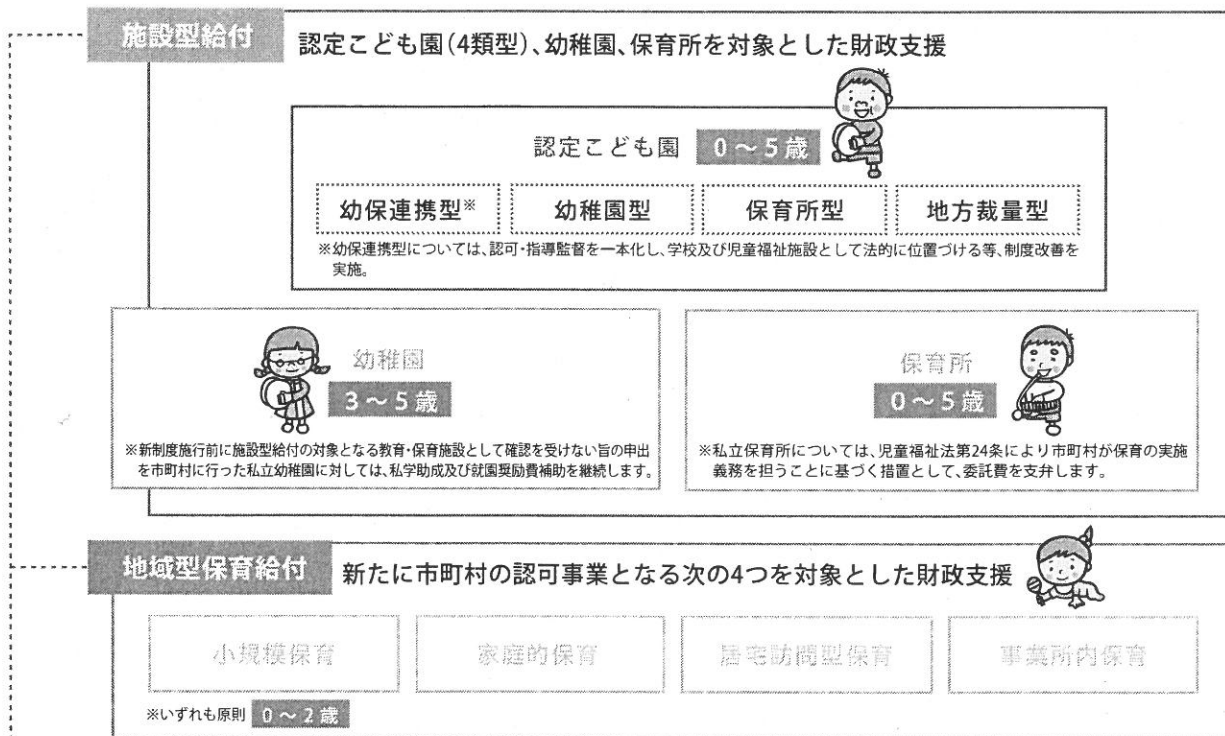 施設型給付
認定こども園(4類型)、幼稚園、保育所を対象とした財政支援
認定こども園 0〜5歳
幼保連携型※
幼稚園型
保育所型
地方裁量型
※幼保連携型については、認可・指導監督を一本化し、学校及び児童福祉施設として法的に位置づける等、制度改善を
実施。
幼稚園
3〜5歳
※新制度施行前に施設型給付の対象となる教育・保育施設として確認を受けない旨の申出
を市町村に行った私立幼稚園に対しては、私学助成及び就園奨励費補助を継続します。
保育所
0〜5歳
※私立保育所については、児童福祉法第24条により市町村が保育の実施
義務を担うことに基づく措置として、委託費を支弁します。
地域型保育給付
新たに市町村の認可事業となる次の4つを対象とした財政支援
小規模保育
家庭的保育
居宅訪問型保育
事業所内保育
※いずれも原則 0〜2歳